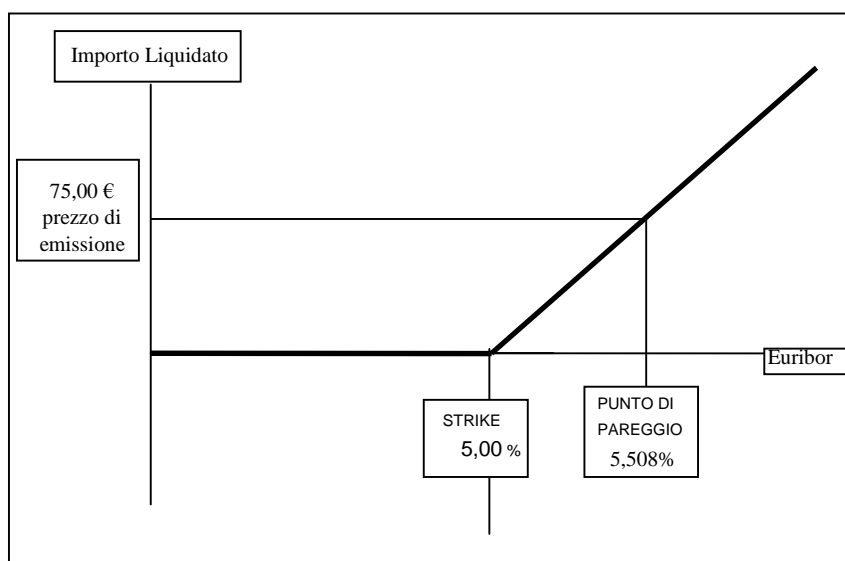 Importo Liquidato
75,00 €
prezzo di
emissione
Euribor
STRIKE
5,00 %
PUNTO DI
PAREGGIO
5,508%